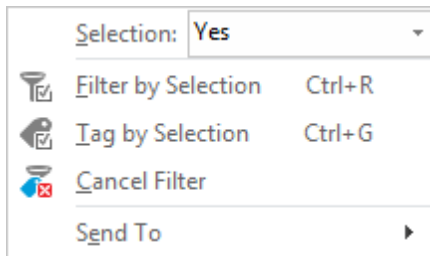 Selection: Yes
Filter by Selection Ctrl+R
Tag by Selection Ctrl+G
Cancel Filter
Send To